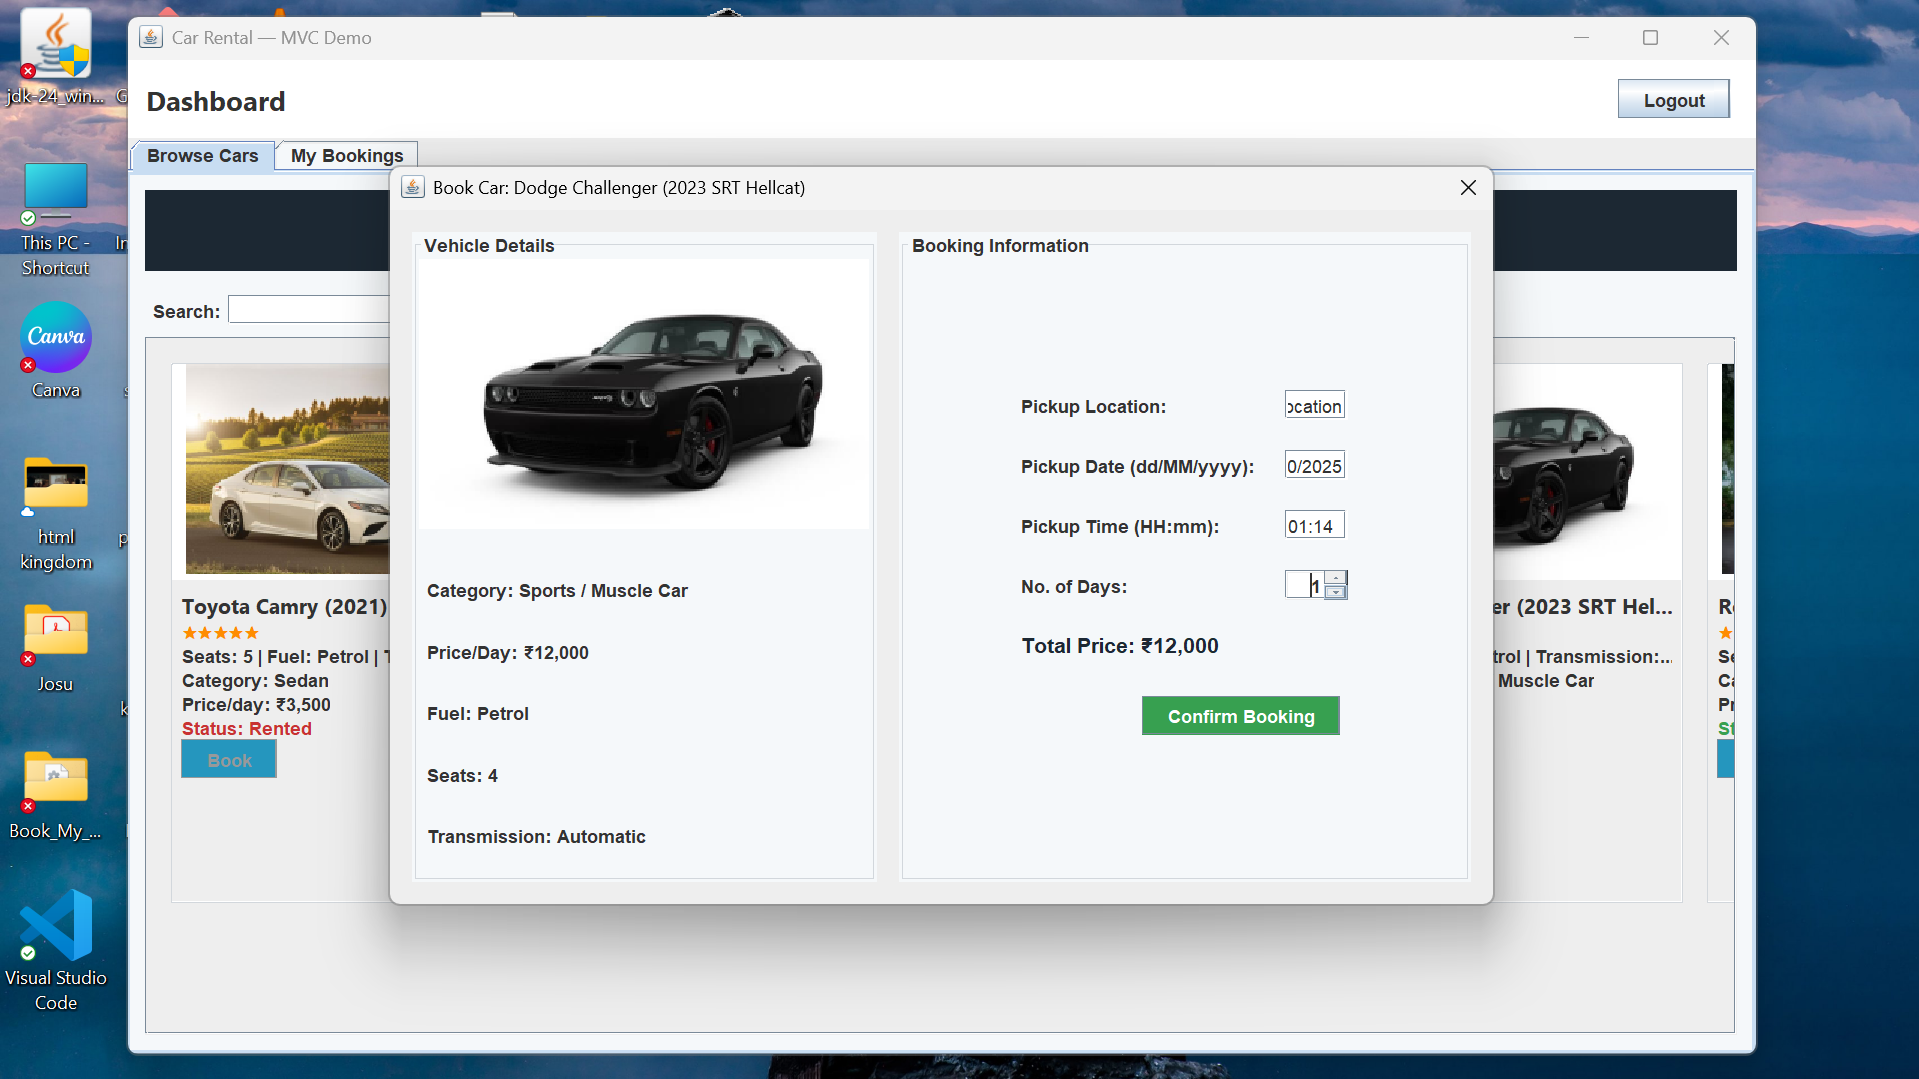 jdk-24_win...
This PC -
Shortcut
Canva
Canva
html
kingdom
Josu
Book_My_...
Visual Studio
Code
Car Rental — MVC Demo
Dashboard
Logout
Browse Cars
My Bookings
Search:
Toyota Camry (2021)
Seats: 5 | Fuel: Petrol |
Category: Sedan
Price/day: ₹3,500
Status: Rented
Book
Book Car: Dodge Challenger (2023 SRT Hellcat)
Vehicle Details
Category: Sports / Muscle Car
Price/Day: ₹12,000
Fuel: Petrol
Seats: 4
Transmission: Automatic
Booking Information
Pickup Location: ocation
Pickup Date (dd/MM/yyyy): 0/2025
Pickup Time (HH:mm): 01:14
No. of Days: 1
Total Price: ₹12,000
Confirm Booking
er (2023 SRT Hel...
trol | Transmission:...
Muscle Car